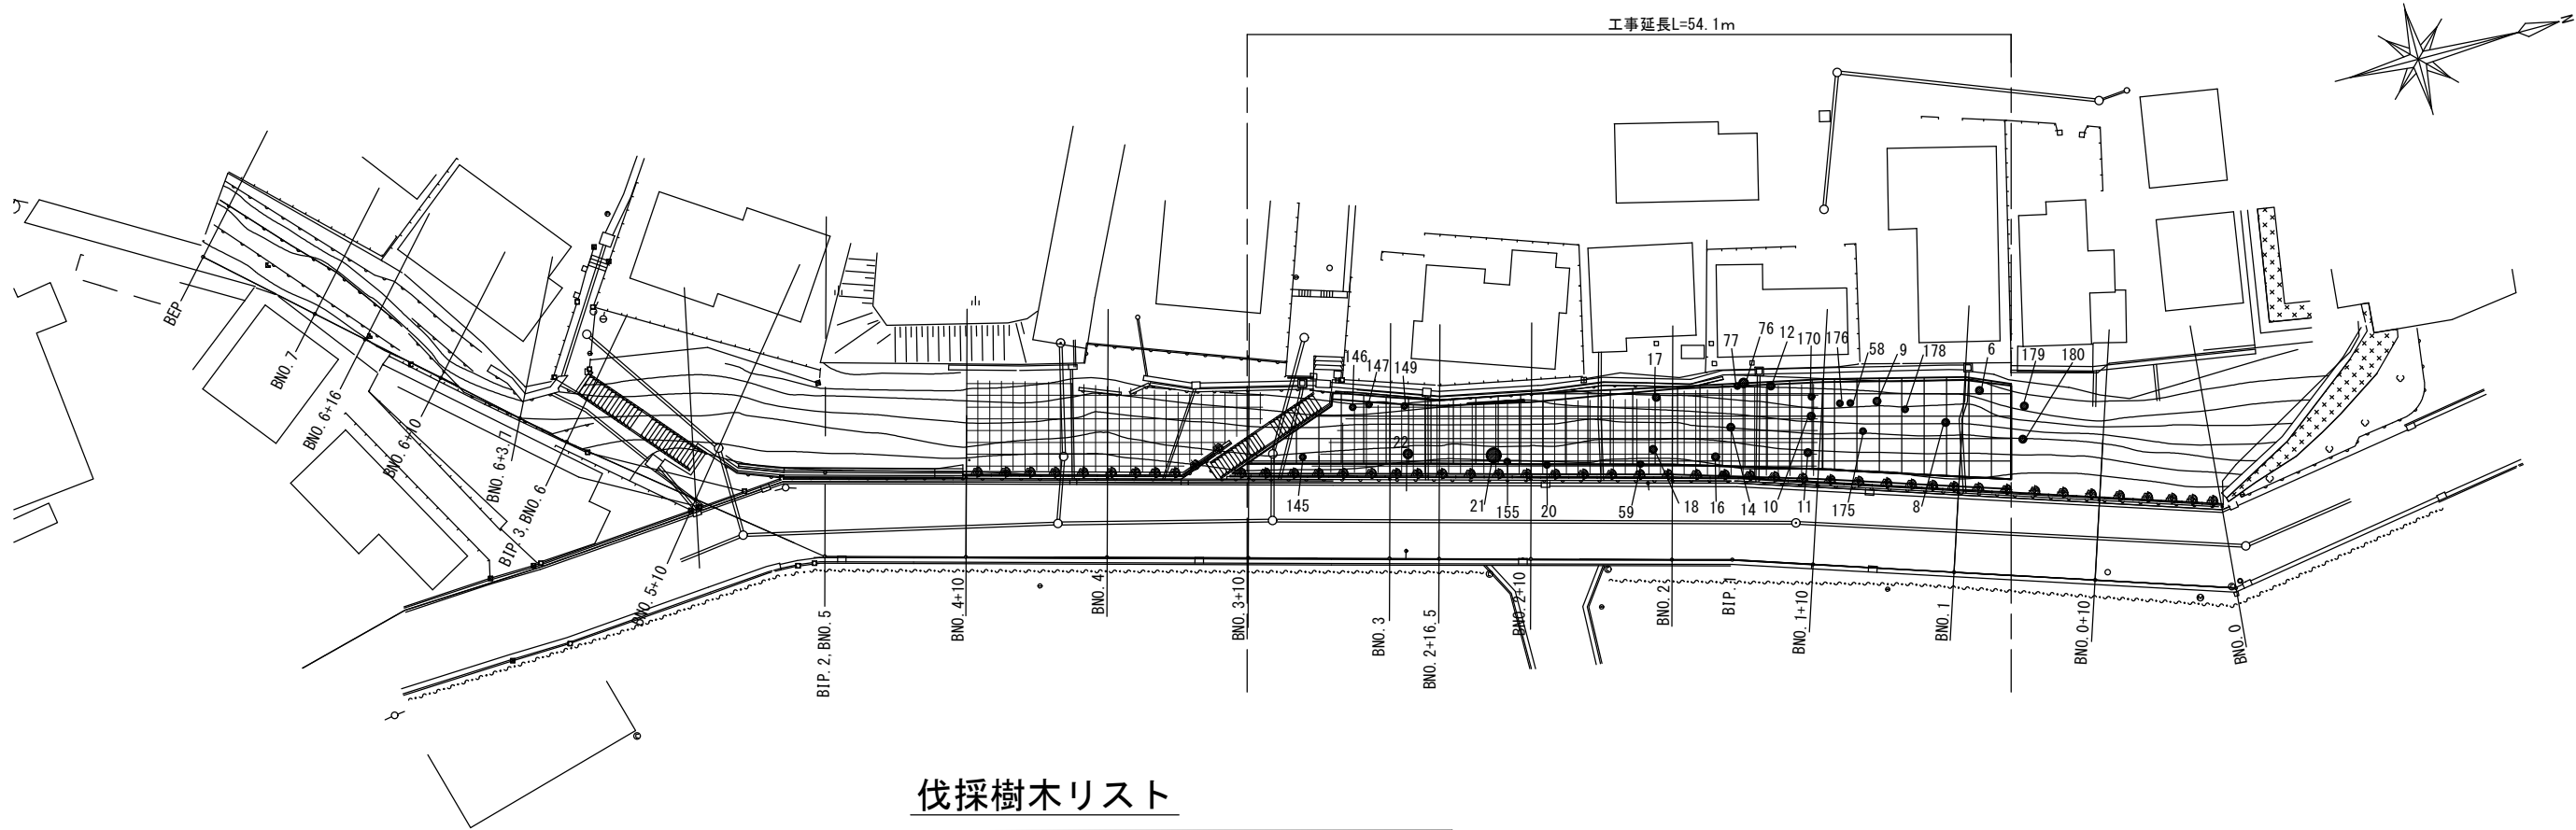 工事延長L=54.1m
N
BEP
BNO.7
BNO.6+16
BNO.6+10
BNO.6+3.7
BIP.3,BNO.6
BNO.5+10
BIP.2,BNO.5
BNO.4+10
BNO.4
BNO.3+10
BNO.3
BNO.2+16.5
BNO.2+10
BNO.2
BIP.1
BNO.1+10
BNO.1
BNO.0+10
BNO.0
146
147
149
17
77
76
12
170
176
58
9
178
6
179
180
22
145
21
155
20
59
18
16
14
10
11
175
8
伐採樹木リスト